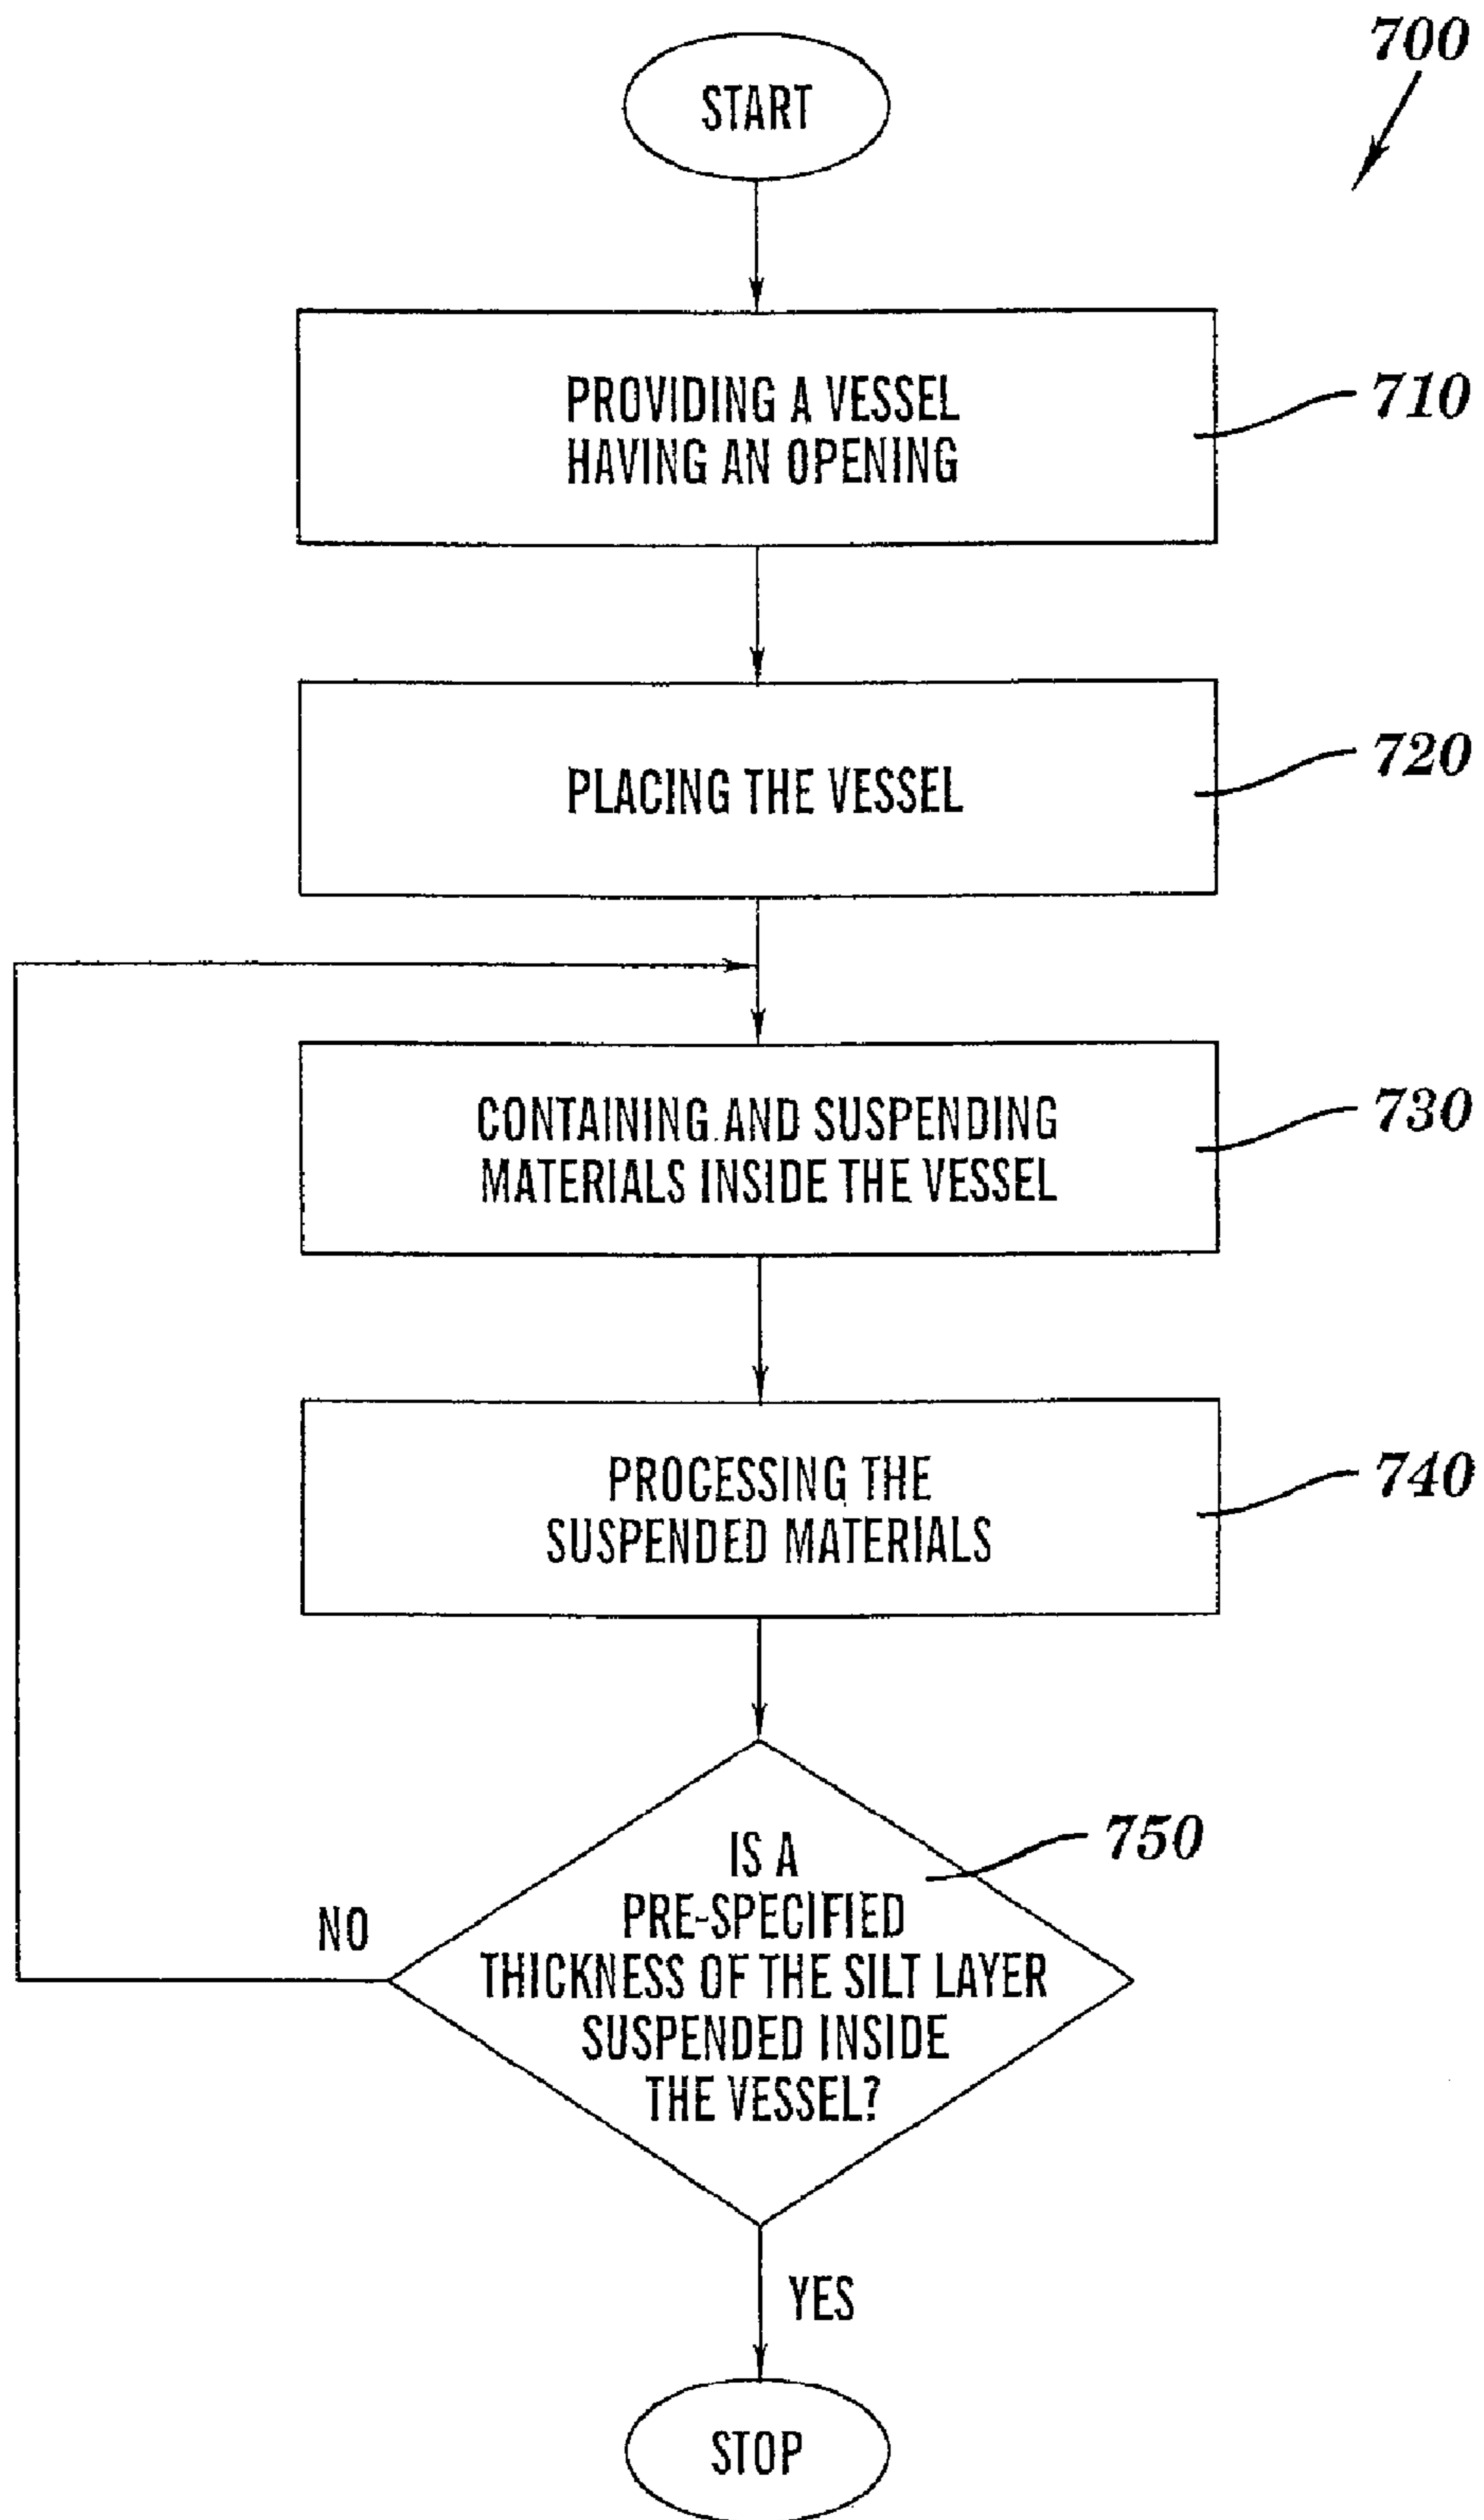 700
START
PROVIDING A VESSEL
HAVING AN OPENING
710
PLACING THE VESSEL
720
CONTAINING AND SUSPENDING
MATERIALS INSIDE THE VESSEL
730
PROCESSING THE
SUSPENDED MATERIALS
740
IS A
PRE-SPECIFIED
THICKNESS OF THE SILT LAYER
SUSPENDED INSIDE
THE VESSEL?
750
NO
YES
STOP